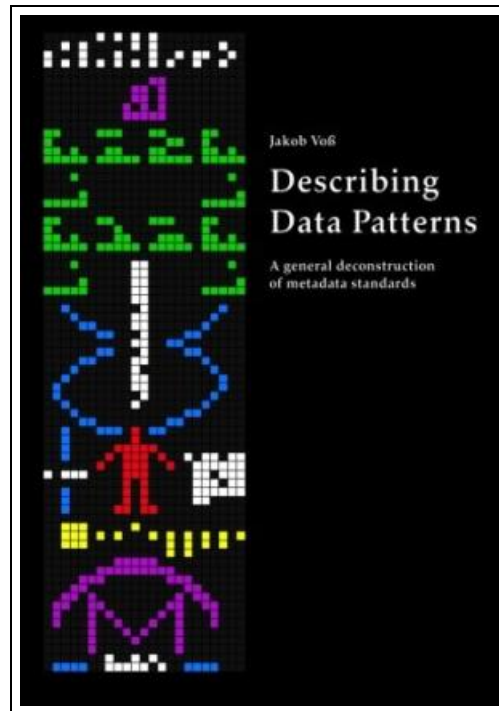 Jakob Voß
Describing
Data Patterns
A general deconstruction
of metadata standards